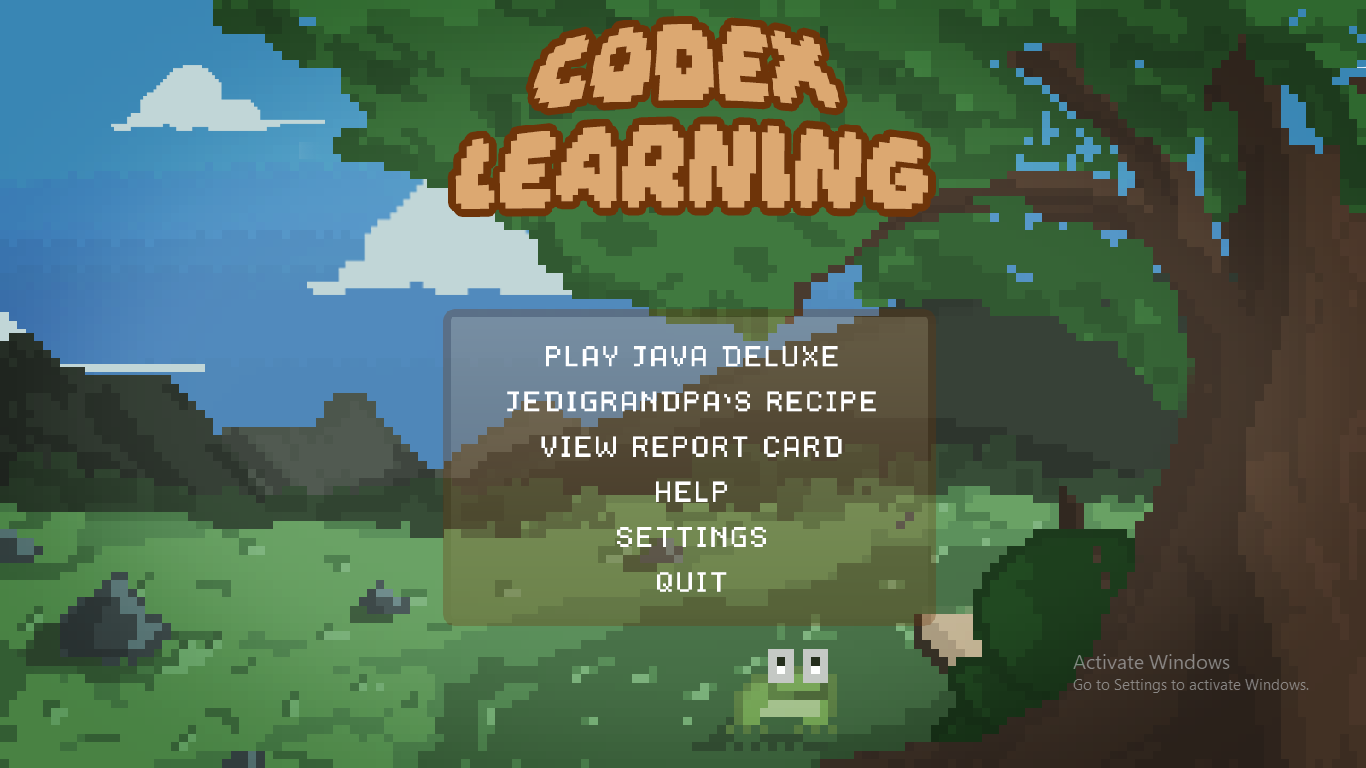 CODEX
LEARNING
PLAY JAVA DELUXE
JEDIGRANDPA'S RECIPE
VIEW REPORT CARD
HELP
SETTINGS
QUIT
Activate Windows
Go to Settings to activate Windows.